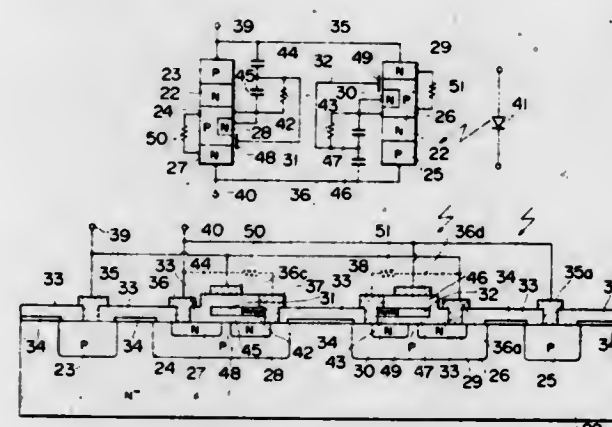 39 35
44 29
23 P 32 49 N
45 30 51
22 N N P
24 43 26 41
P N 28 42 N
50 48 31 47 22
27 N P 25
40 36 46
39 40 50 51 36d
33 35 33 36 33 44 36c 37 33 38 46 34 33 35a
31 32
34 P 34 N N 34 N N 36a P 34
23 24 P 45 42 43 P 25
27 48 28 30 49 47 33 29 26
N⁻